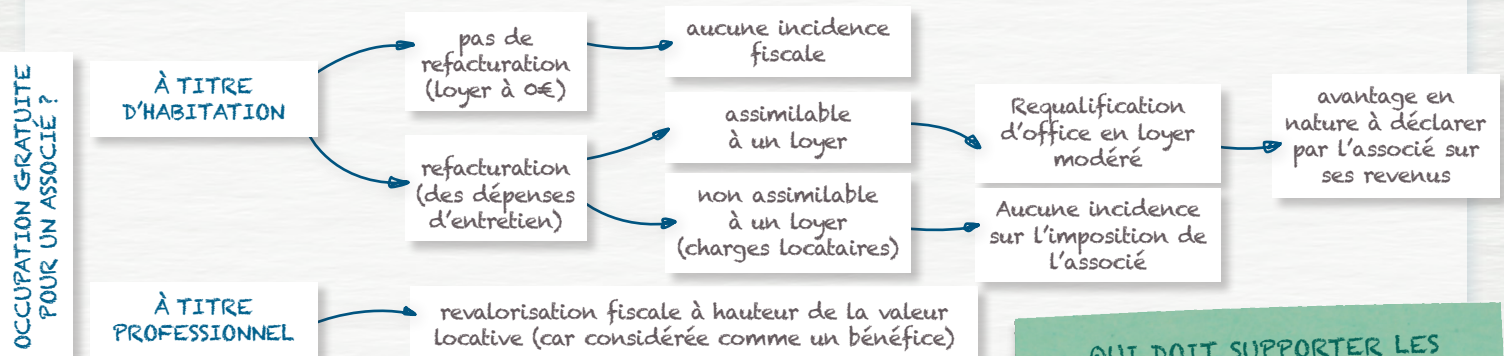 OCCUPATION GRATUITE
POUR UN ASSOCIÉ ?
À TITRE
D'HABITATION
pas de
refacturation
(loyer à 0€)
aucune incidence
fiscale
refacturation
(des dépenses
d'entretien)
assimilable
à un loyer
Requalification
d'office en loyer
modéré
avantage en
nature à déclarer
par l'associé sur
ses revenus
non assimilable
à un loyer
(charges locataires)
Aucune incidence
sur l'imposition de
l'associé
À TITRE
PROFESSIONNEL
revalorisation fiscale à hauteur de la valeur
locative (car considérée comme un bénéfice)
QUI DOIT SUPPORTER LES